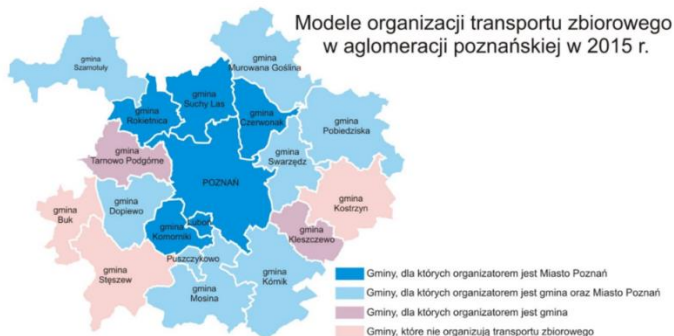 Modele organizacji transportu zbiorowego
w aglomeracji poznańskiej w 2015 r.
gmina
Szamotuły
gmina
Murowana Goślina
gmina
Suchy Las
gmina
Rokietnica
gmina
Czerwonak
gmina
Pobiedziska
gmina
Tarnowo Podgórne
gmina
Swarzędz
POZNAŃ
gmina
Kostrzyn
gmina
Dopiewo
gmina
Buk
Luboń
gmina
Komorniki
gmina
Kleszczewo
Puszczykowo
gmina
Stęszew
gmina
Mosina
gmina
Kórnik
Gminy, dla których organizatorem jest Miasto Poznań
Gminy, dla których organizatorem jest gmina oraz Miasto Poznań
Gminy, dla których organizatorem jest gmina
Gminy, które nie organizują transportu zbiorowego